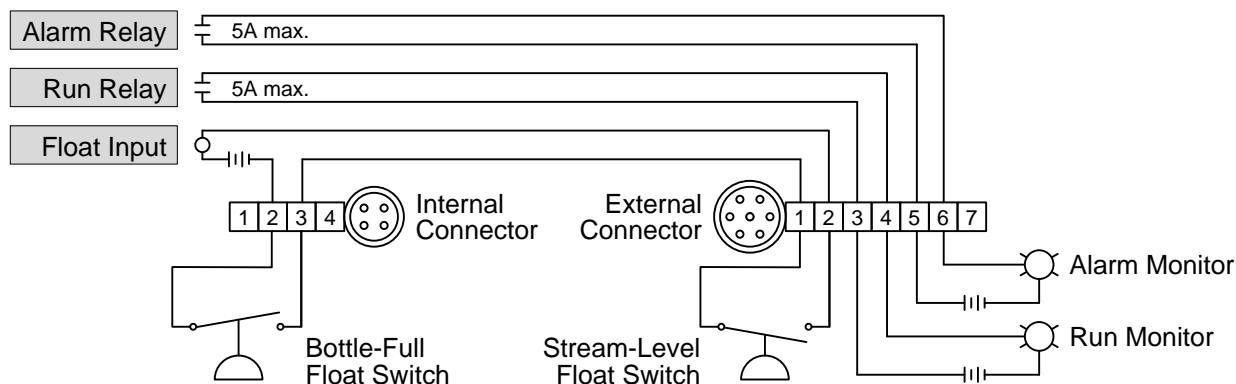 Alarm Relay
5A max.
Run Relay
5A max.
Float Input
1 2 3 4
Internal
Connector
External
Connector
1 2 3 4 5 6 7
Alarm Monitor
Run Monitor
Bottle-Full
Float Switch
Stream-Level
Float Switch